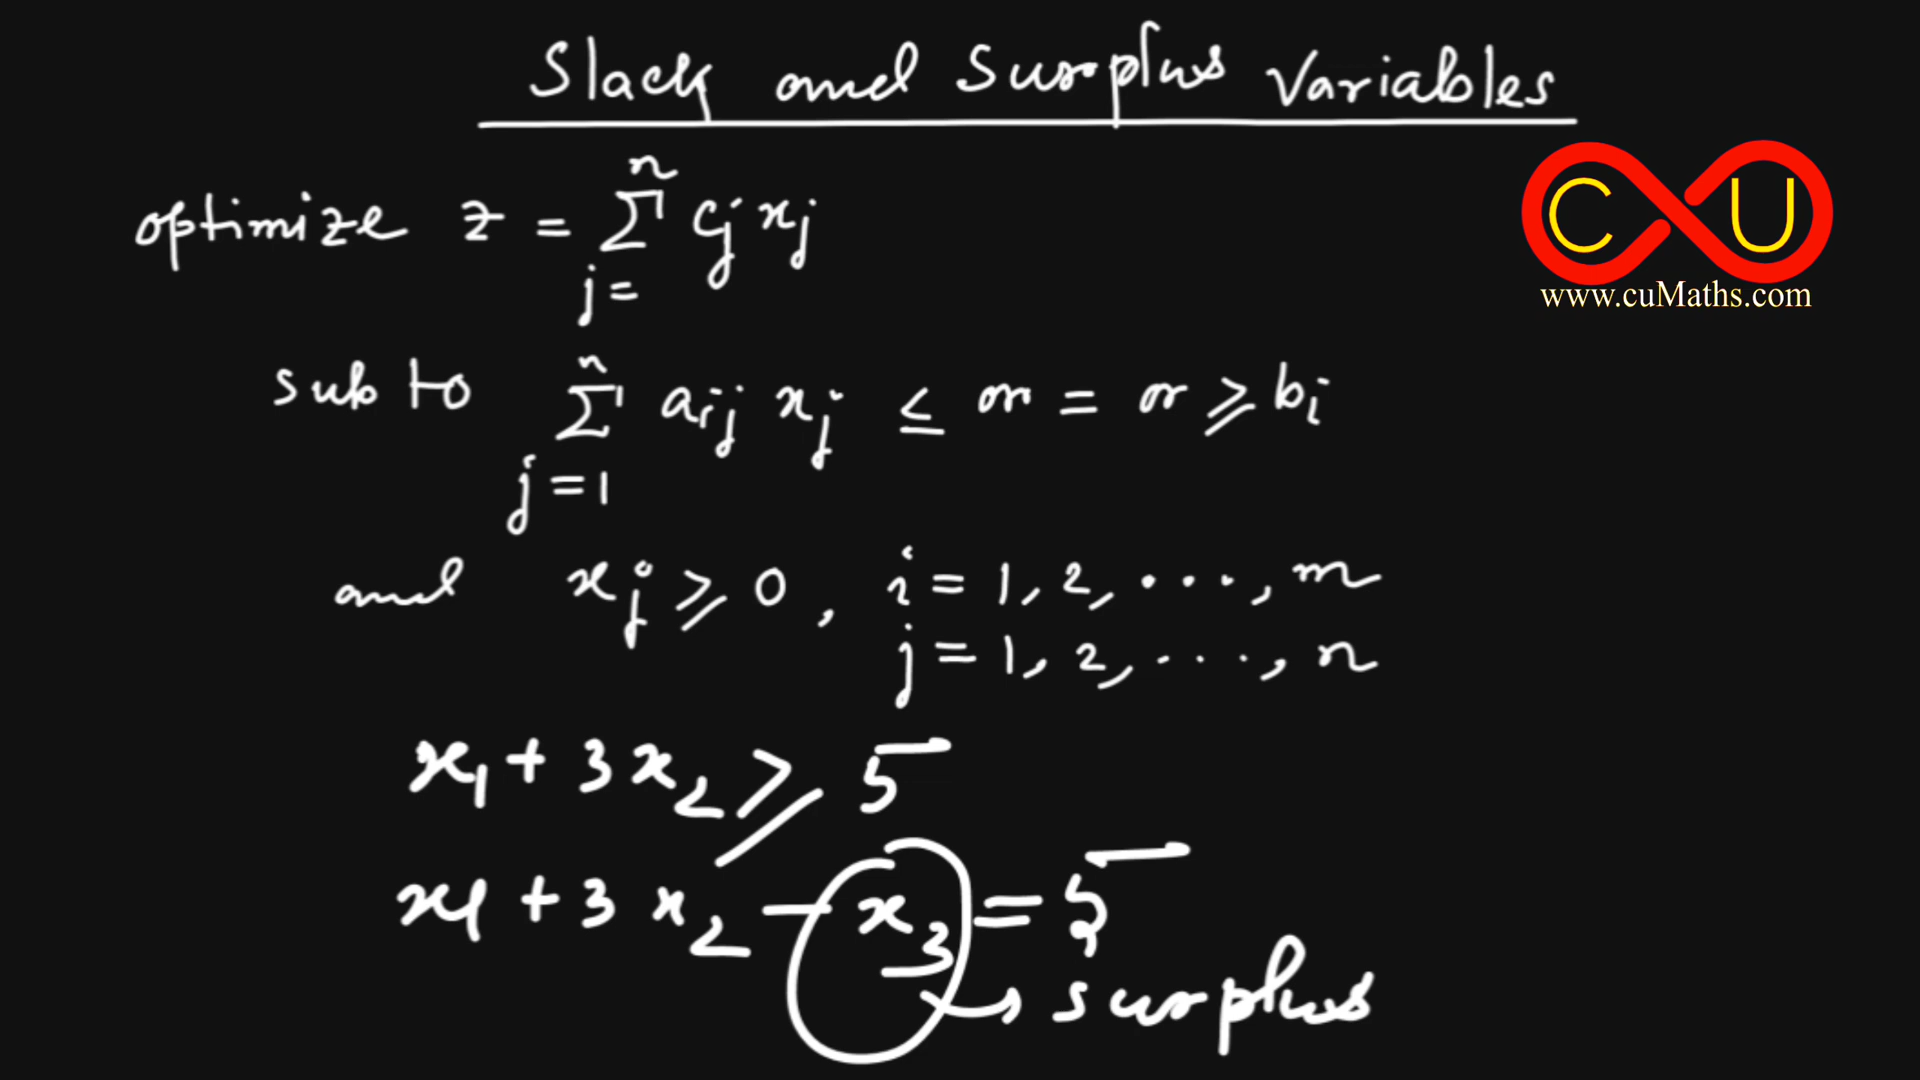 Slack and Surplus Variables
optimize z = n Σ j= cj xj
C U
www.cuMaths.com
sub to n Σ j=1 aij xj ≤ or = or ≥ bi
and xj ≥ 0, i = 1, 2, ..., m
j = 1, 2, ..., n
x1 + 3x2 ≥ 5
x1 + 3x2 - x3 = 5
surplus